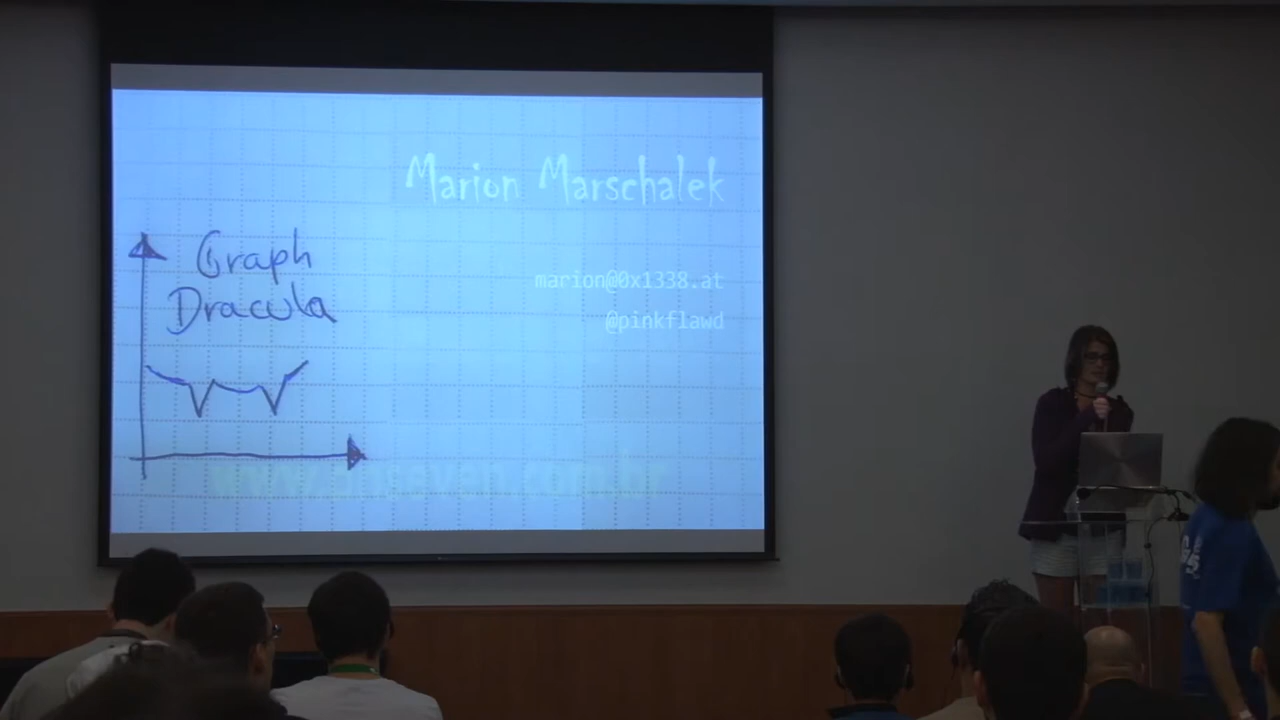 Marion Marschalek
Graph
Dracula
marion@0x1338.at
@pinkflawd